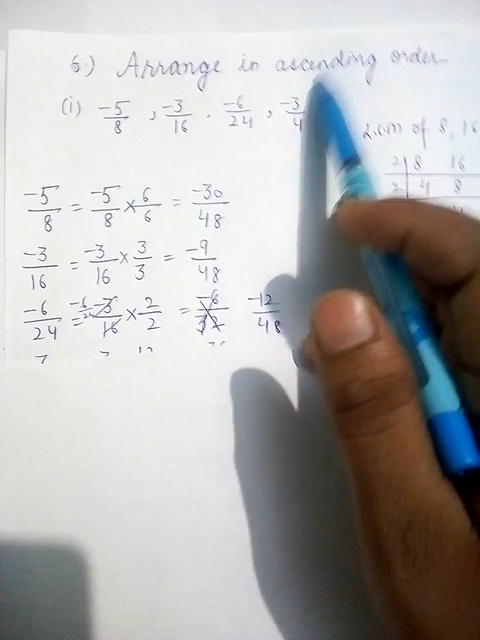 6.) Arrange in ascending order
(i) -5/8 , -3/16 . -6/24 , -3/4
L.C.M of 8, 16
2 | 8 16
2 | 4 8
-5/8 = -5/8 × 6/6 = -30/48
-3/16 = -3/16 × 3/3 = -9/48
-6/24 = -6/24 × 2/2 = -12/48